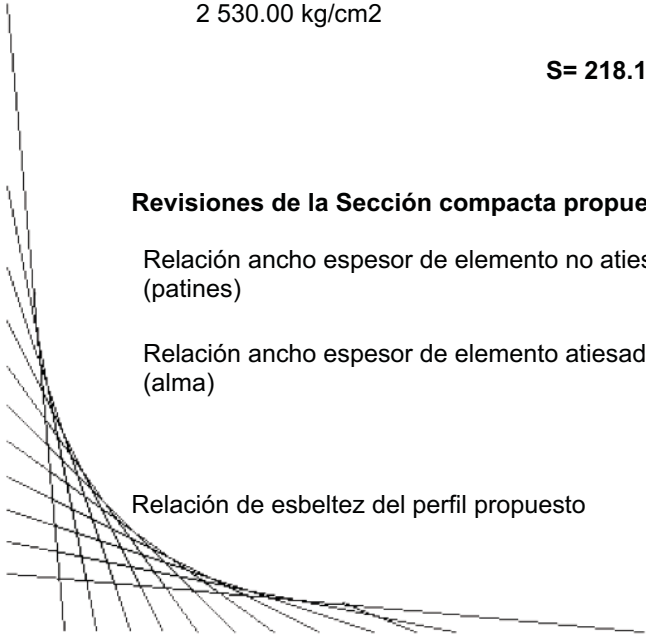 2 530.00 kg/cm2
S= 218.1
Revisiones de la Sección compacta propue
Relación ancho espesor de elemento no aties
(patines)
Relación ancho espesor de elemento atiesad
(alma)
Relación de esbeltez del perfil propuesto